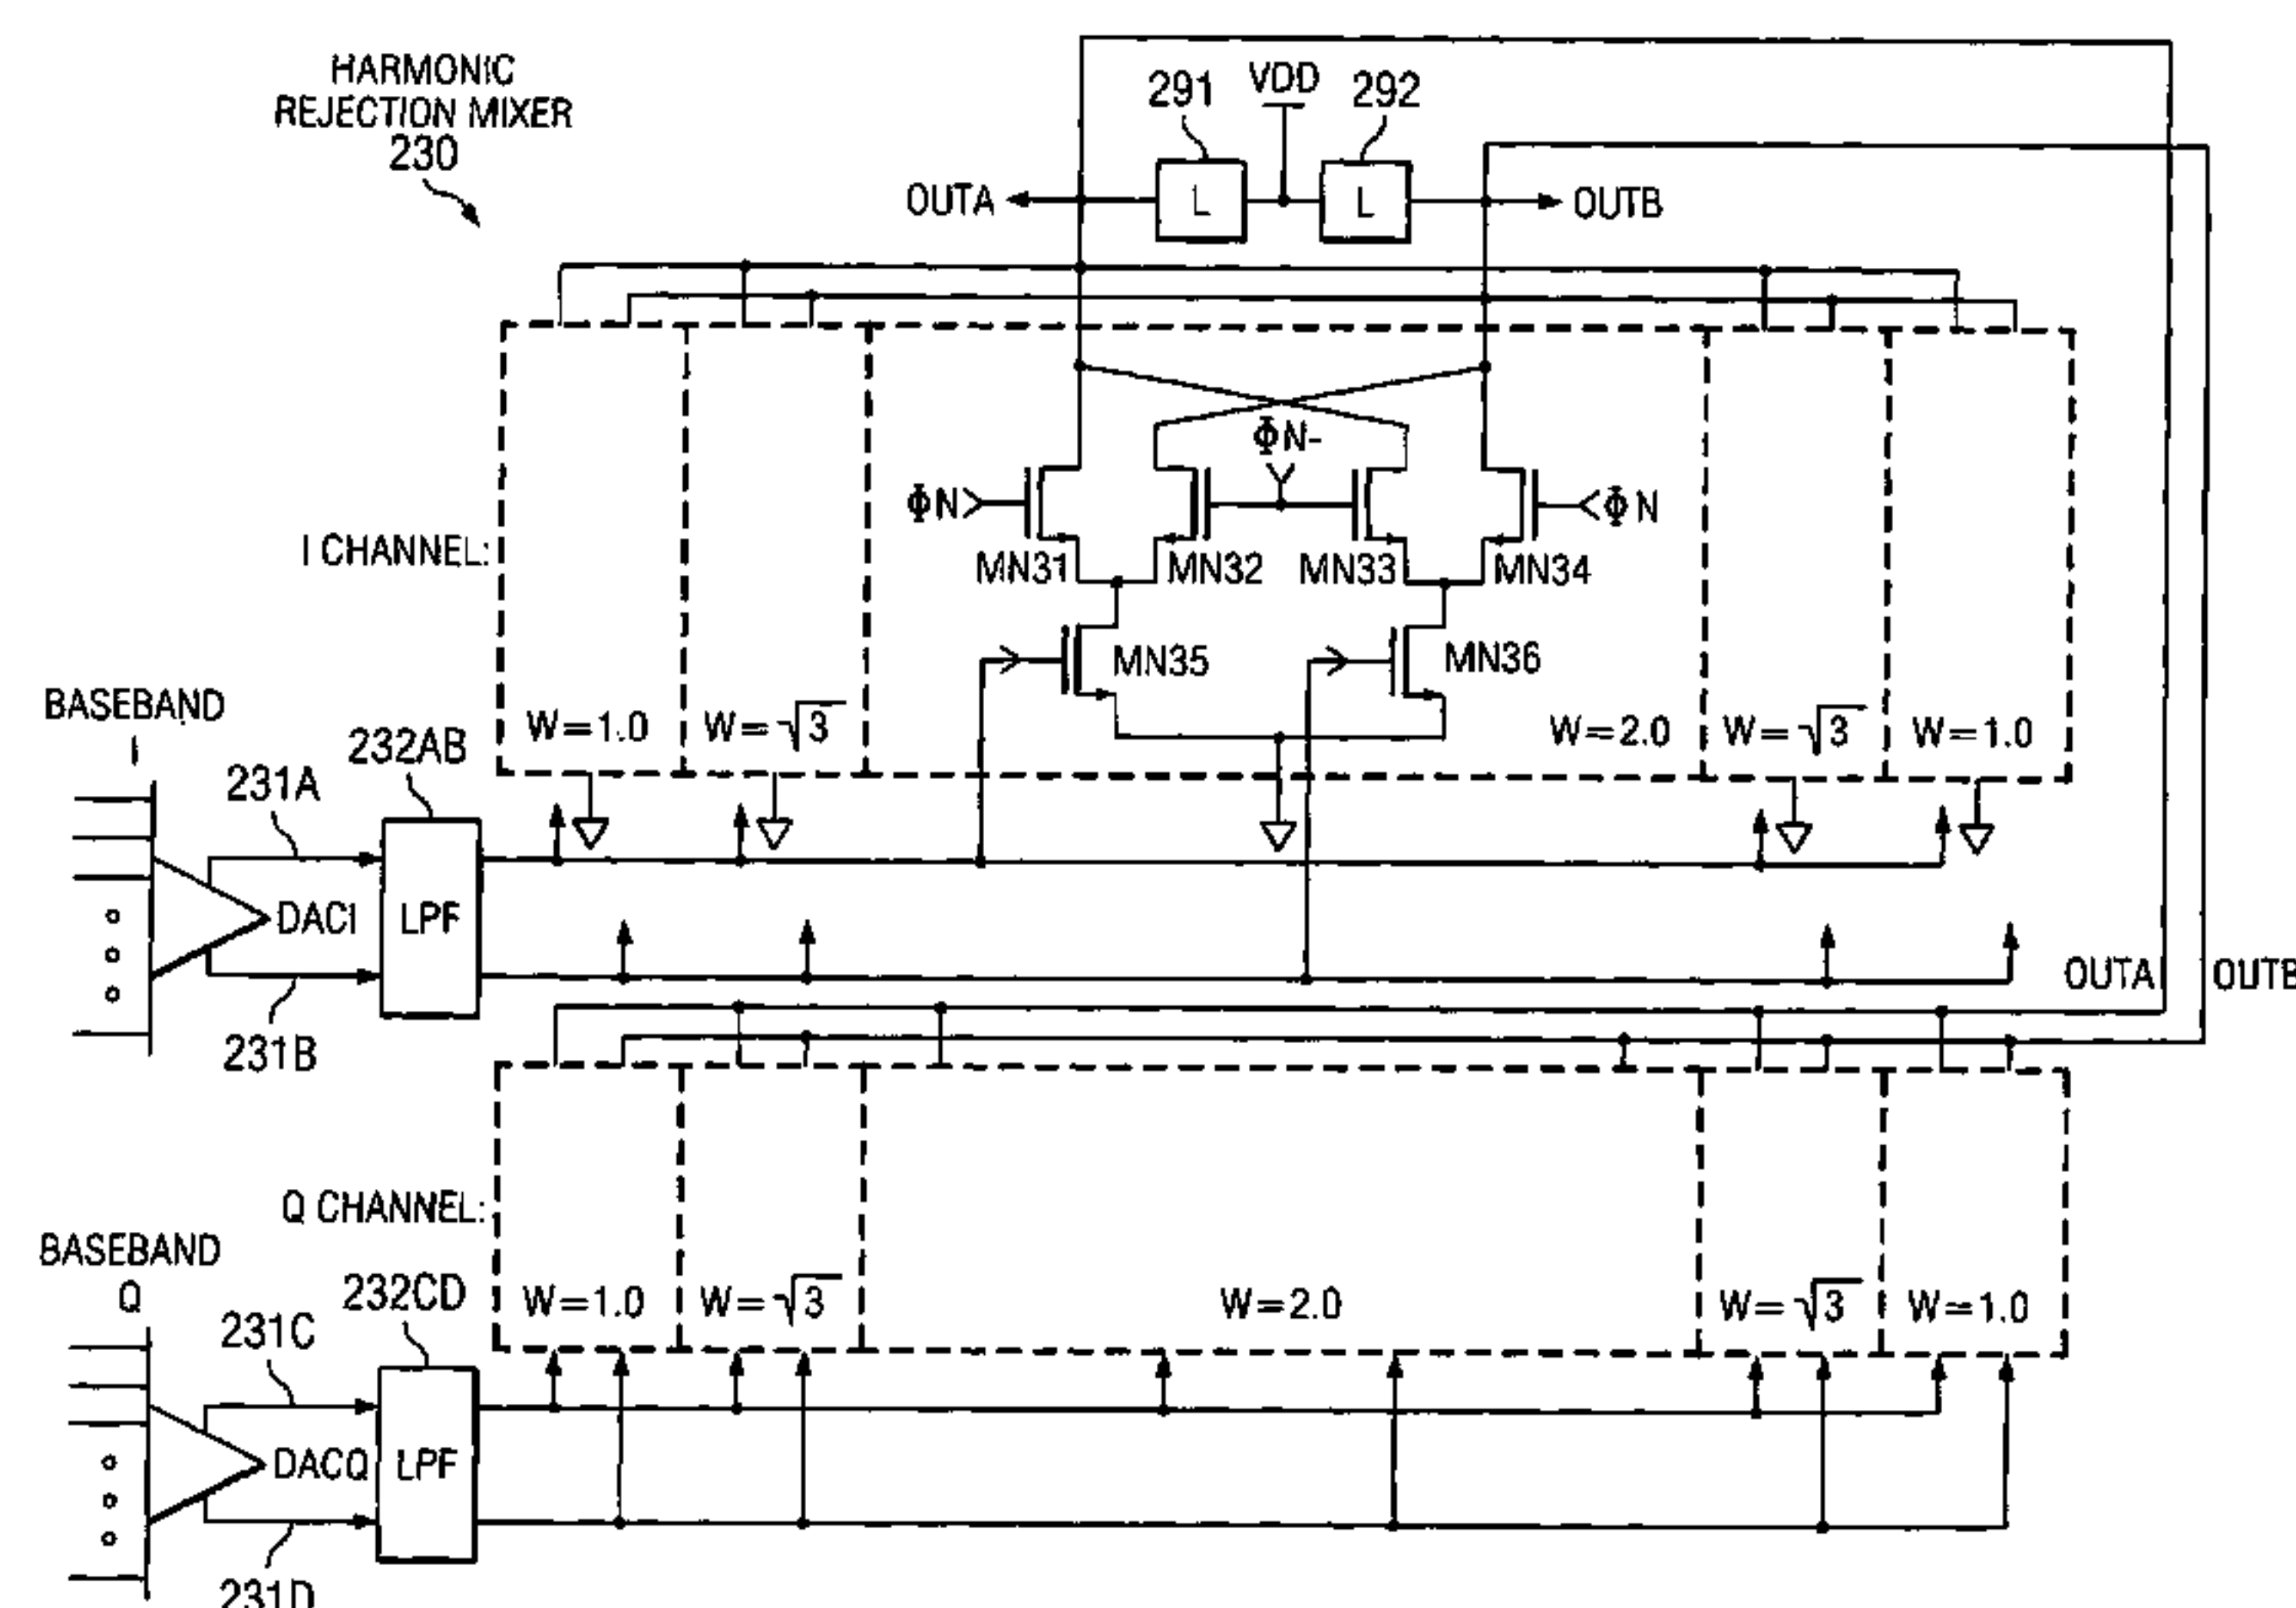 HARMONIC
REJECTION MIXER
230
291 VDD 292
OUTA L L OUTB
ΦN-
ΦN> <ΦN
I CHANNEL:
MN31 MN32 MN33 MN34
MN35 MN36
W=1.0 W=√3 W=2.0 W=√3 W=1.0
BASEBAND
I
231A 232AB
DACI LPF
231B
OUTA OUTB
Q CHANNEL:
BASEBAND
Q
231C 232CD
W=1.0 W=√3 W=2.0 W=√3 W=1.0
DACQ LPF
231D